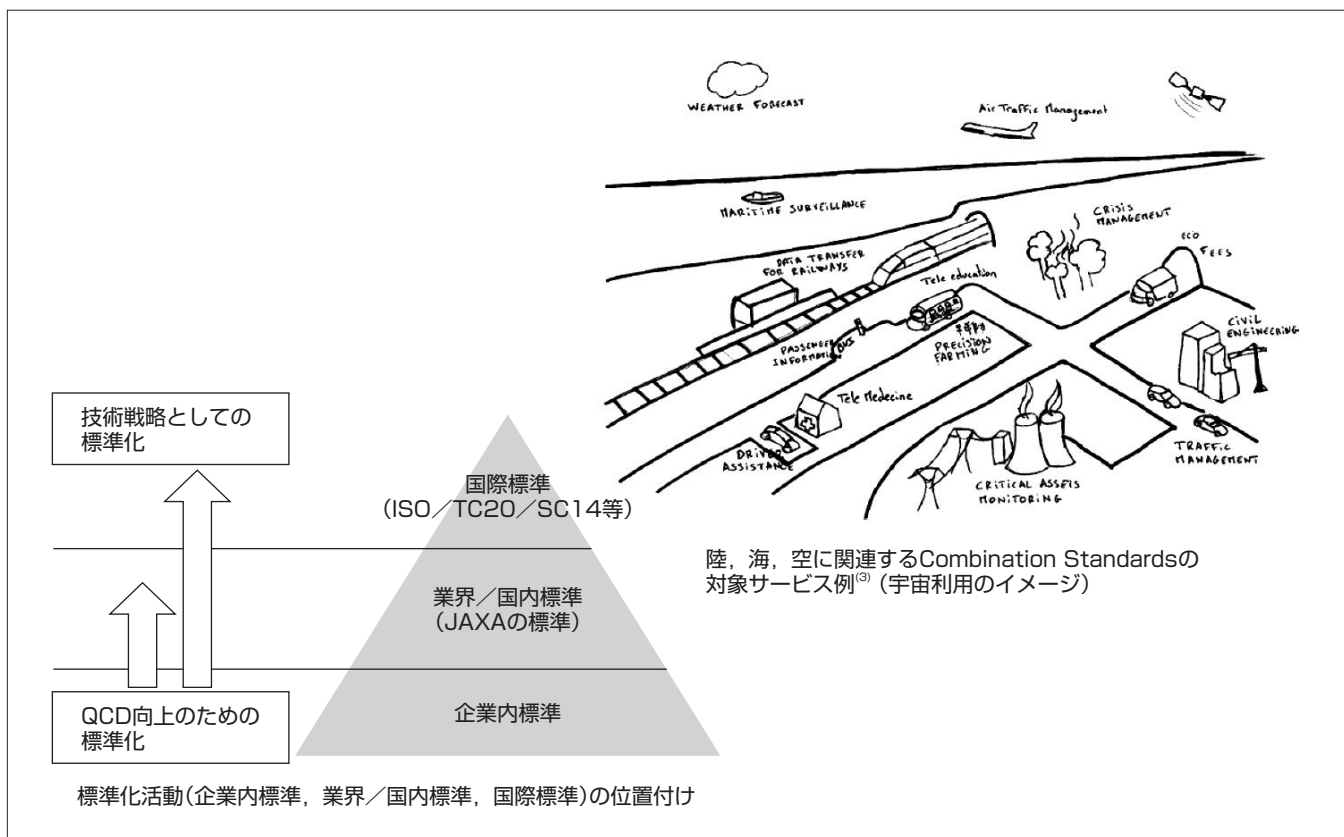 WEATHER FORECAST
Air Traffic Management
MARITIME SURVEILLANCE
CRISIS
MANAGEMENT
ECO
FEES
DATA TRANSFER
FOR RAILWAYS
Tele education
PASSENGER
INFORMATION
BUS
PRECISION
FARMING
CIVIL
ENGINEERING
Tele Medecine
DRIVER
ASSISTANCE
TRAFFIC
MANAGEMENT
CRITICAL ASSETS
MONITORING
陸，海，空に関連するCombination Standardsの
対象サービス例(3)（宇宙利用のイメージ）
技術戦略としての
標準化
国際標準
（ISO／TC20／SC14等）
業界／国内標準
（JAXAの標準）
QCD向上のための
標準化
企業内標準
標準化活動（企業内標準，業界／国内標準，国際標準）の位置付け